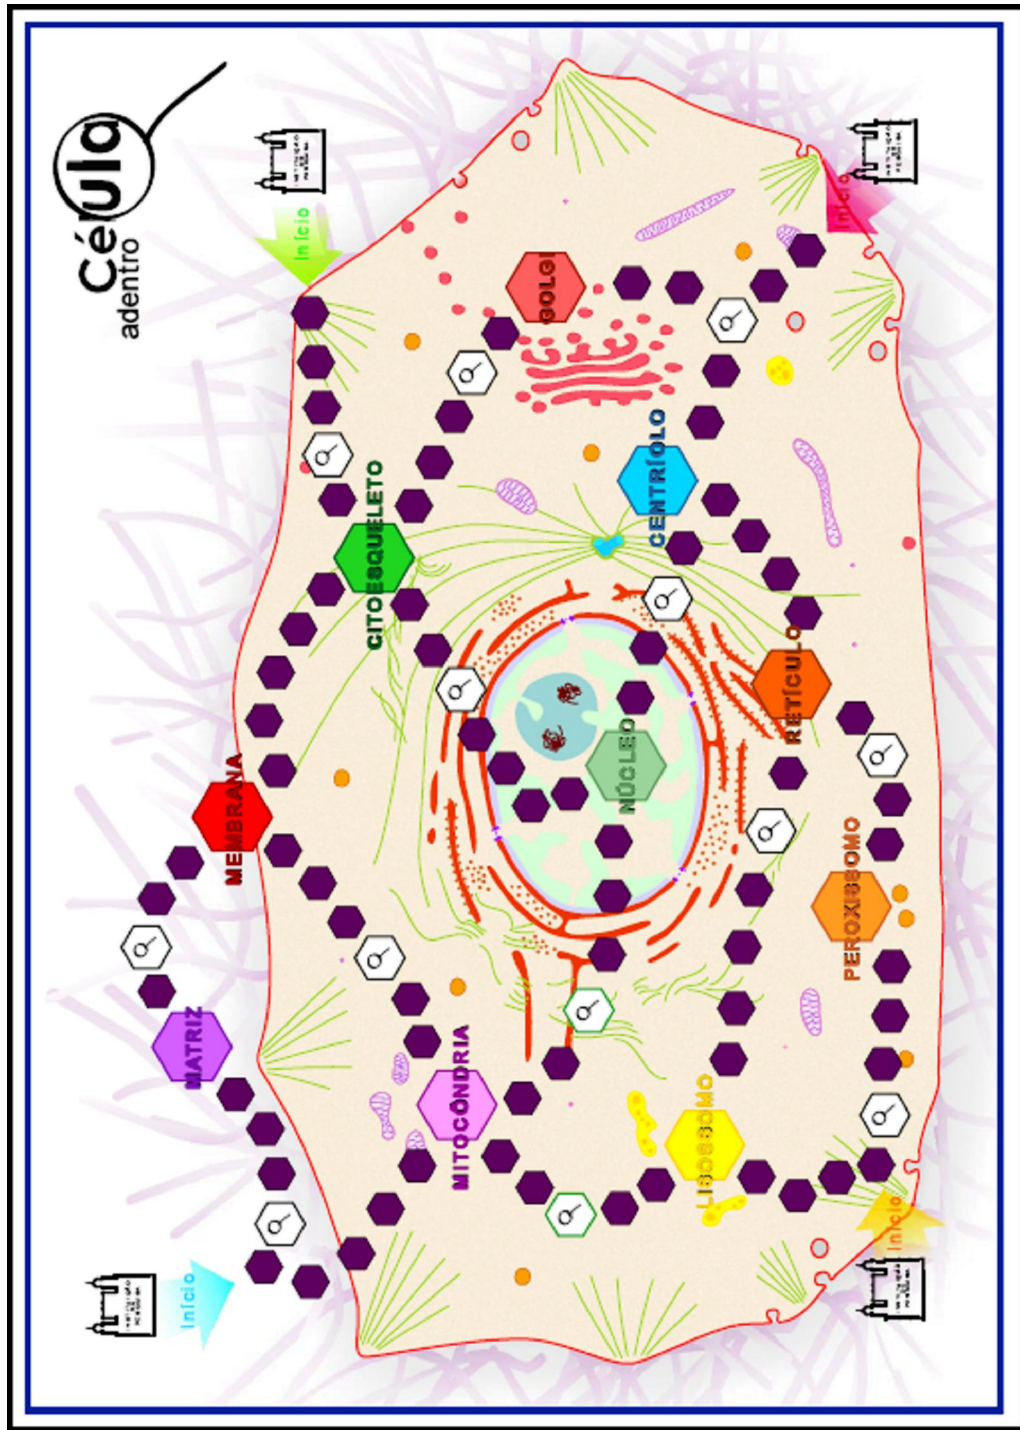 Célula
adentro
Início
Início
GOLGI
CENTRÍOLO
CITOESQUELETO
RETÍCULO
NÚCLEO
MEMBRANA
PEROXISSOMO
MATRIZ
MITOCÔNDRIA
LISOSSOMO
Início
Início